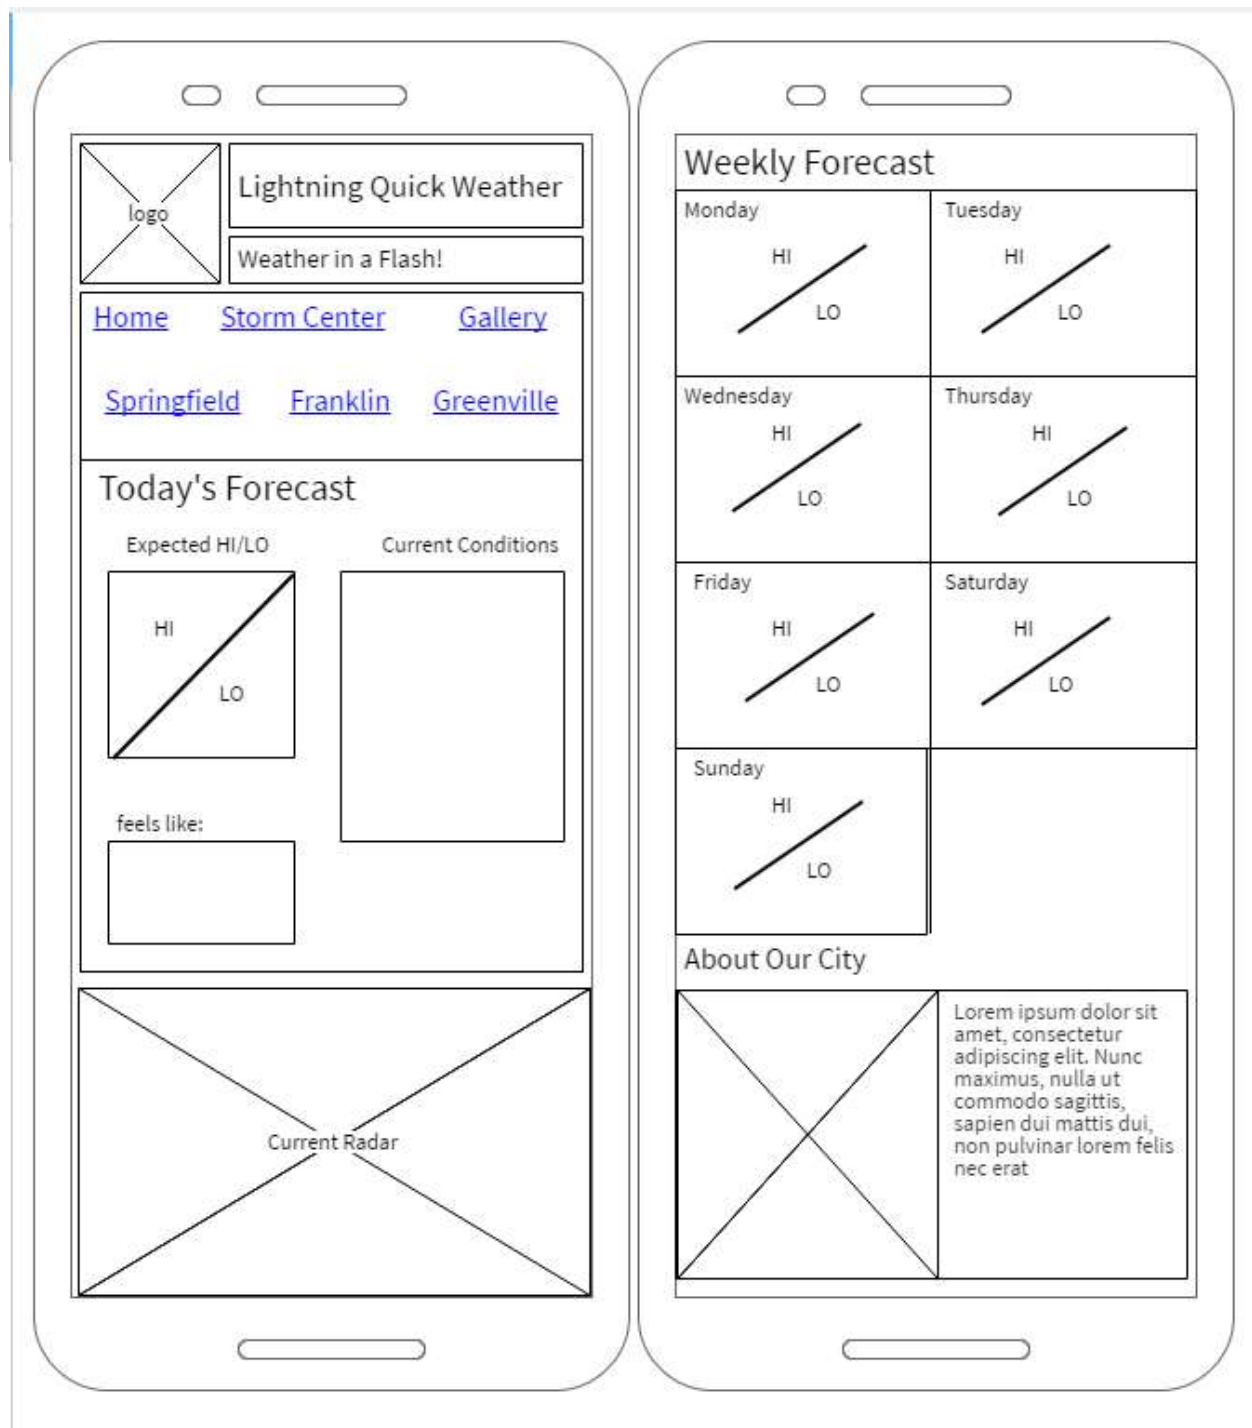 logo
Lightning Quick Weather
Weather in a Flash!
Home Storm Center Gallery
Springfield Franklin Greenville
Today's Forecast
Expected HI/LO Current Conditions
HI
LO
feels like:
Current Radar
Weekly Forecast
Monday Tuesday
HI HI
LO LO
Wednesday Thursday
HI HI
LO LO
Friday Saturday
HI HI
LO LO
Sunday
HI
LO
About Our City
Lorem ipsum dolor sit
amet, consectetur
adipiscing elit. Nunc
maximus, nulla ut
commodo sagittis,
sapien dui mattis dui,
non pulvinar lorem felis
nec erat